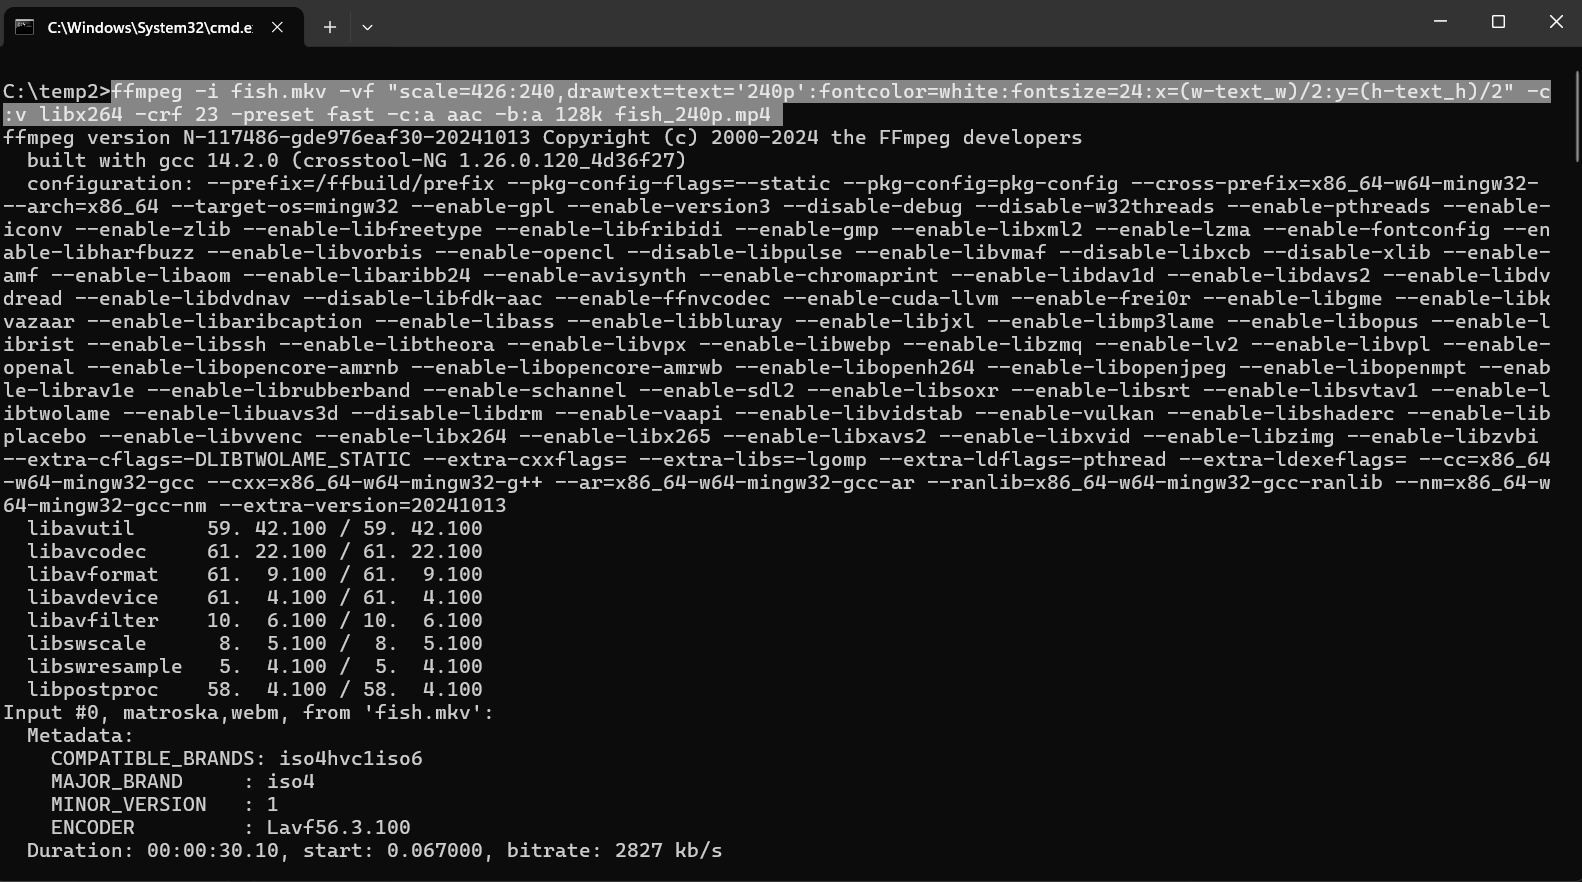 C:\Windows\System32\cmd.e
C:\temp2>ffmpeg -i fish.mkv -vf "scale=426:240,drawtext=text='240p':fontcolor=white:fontsize=24:x=(w-text_w)/2:y=(h-text_h)/2" -c
:v libx264 -crf 23 -preset fast -c:a aac -b:a 128k fish_240p.mp4
ffmpeg version N-117486-gde976eaf30-20241013 Copyright (c) 2000-2024 the FFmpeg developers
  built with gcc 14.2.0 (crosstool-NG 1.26.0.120_4d36f27)
  configuration: --prefix=/ffbuild/prefix --pkg-config-flags=--static --pkg-config=pkg-config --cross-prefix=x86_64-w64-mingw32-
--arch=x86_64 --target-os=mingw32 --enable-gpl --enable-version3 --disable-debug --disable-w32threads --enable-pthreads --enable-
iconv --enable-zlib --enable-libfreetype --enable-libfribidi --enable-gmp --enable-libxml2 --enable-lzma --enable-fontconfig --en
able-libharfbuzz --enable-libvorbis --enable-opencl --disable-libpulse --enable-libvmaf --disable-libxcb --disable-xlib --enable-
amf --enable-libaom --enable-libaribb24 --enable-avisynth --enable-chromaprint --enable-libdav1d --enable-libdavs2 --enable-libdv
dread --enable-libdvdnav --disable-libfdk-aac --enable-ffnvcodec --enable-cuda-llvm --enable-frei0r --enable-libgme --enable-libk
vazaar --enable-libaribcaption --enable-libass --enable-libbluray --enable-libjxl --enable-libmp3lame --enable-libopus --enable-l
ibrist --enable-libssh --enable-libtheora --enable-libvpx --enable-libwebp --enable-libzmq --enable-lv2 --enable-libvpl --enable-
openal --enable-libopencore-amrnb --enable-libopencore-amrwb --enable-libopenh264 --enable-libopenjpeg --enable-libopenmpt --enab
le-librav1e --enable-librubberband --enable-schannel --enable-sdl2 --enable-libsoxr --enable-libsrt --enable-libsvtav1 --enable-l
ibtwolame --enable-libuavs3d --disable-libdrm --enable-vaapi --enable-libvidstab --enable-vulkan --enable-libshaderc --enable-lib
placebo --enable-libvvenc --enable-libx264 --enable-libx265 --enable-libxavs2 --enable-libxvid --enable-libzimg --enable-libzvbi
--extra-cflags=-DLIBTWOLAME_STATIC --extra-cxxflags= --extra-libs=-lgomp --extra-ldflags=-pthread --extra-ldexeflags= --cc=x86_64
-w64-mingw32-gcc --cxx=x86_64-w64-mingw32-g++ --ar=x86_64-w64-mingw32-gcc-ar --ranlib=x86_64-w64-mingw32-gcc-ranlib --nm=x86_64-w
64-mingw32-gcc-nm --extra-version=20241013
  libavutil      59. 42.100 / 59. 42.100
  libavcodec     61. 22.100 / 61. 22.100
  libavformat    61.  9.100 / 61.  9.100
  libavdevice    61.  4.100 / 61.  4.100
  libavfilter    10.  6.100 / 10.  6.100
  libswscale      8.  5.100 /  8.  5.100
  libswresample   5.  4.100 /  5.  4.100
  libpostproc    58.  4.100 / 58.  4.100
Input #0, matroska,webm, from 'fish.mkv':
  Metadata:
    COMPATIBLE_BRANDS: iso4hvc1iso6
    MAJOR_BRAND     : iso4
    MINOR_VERSION   : 1
    ENCODER         : Lavf56.3.100
  Duration: 00:00:30.10, start: 0.067000, bitrate: 2827 kb/s